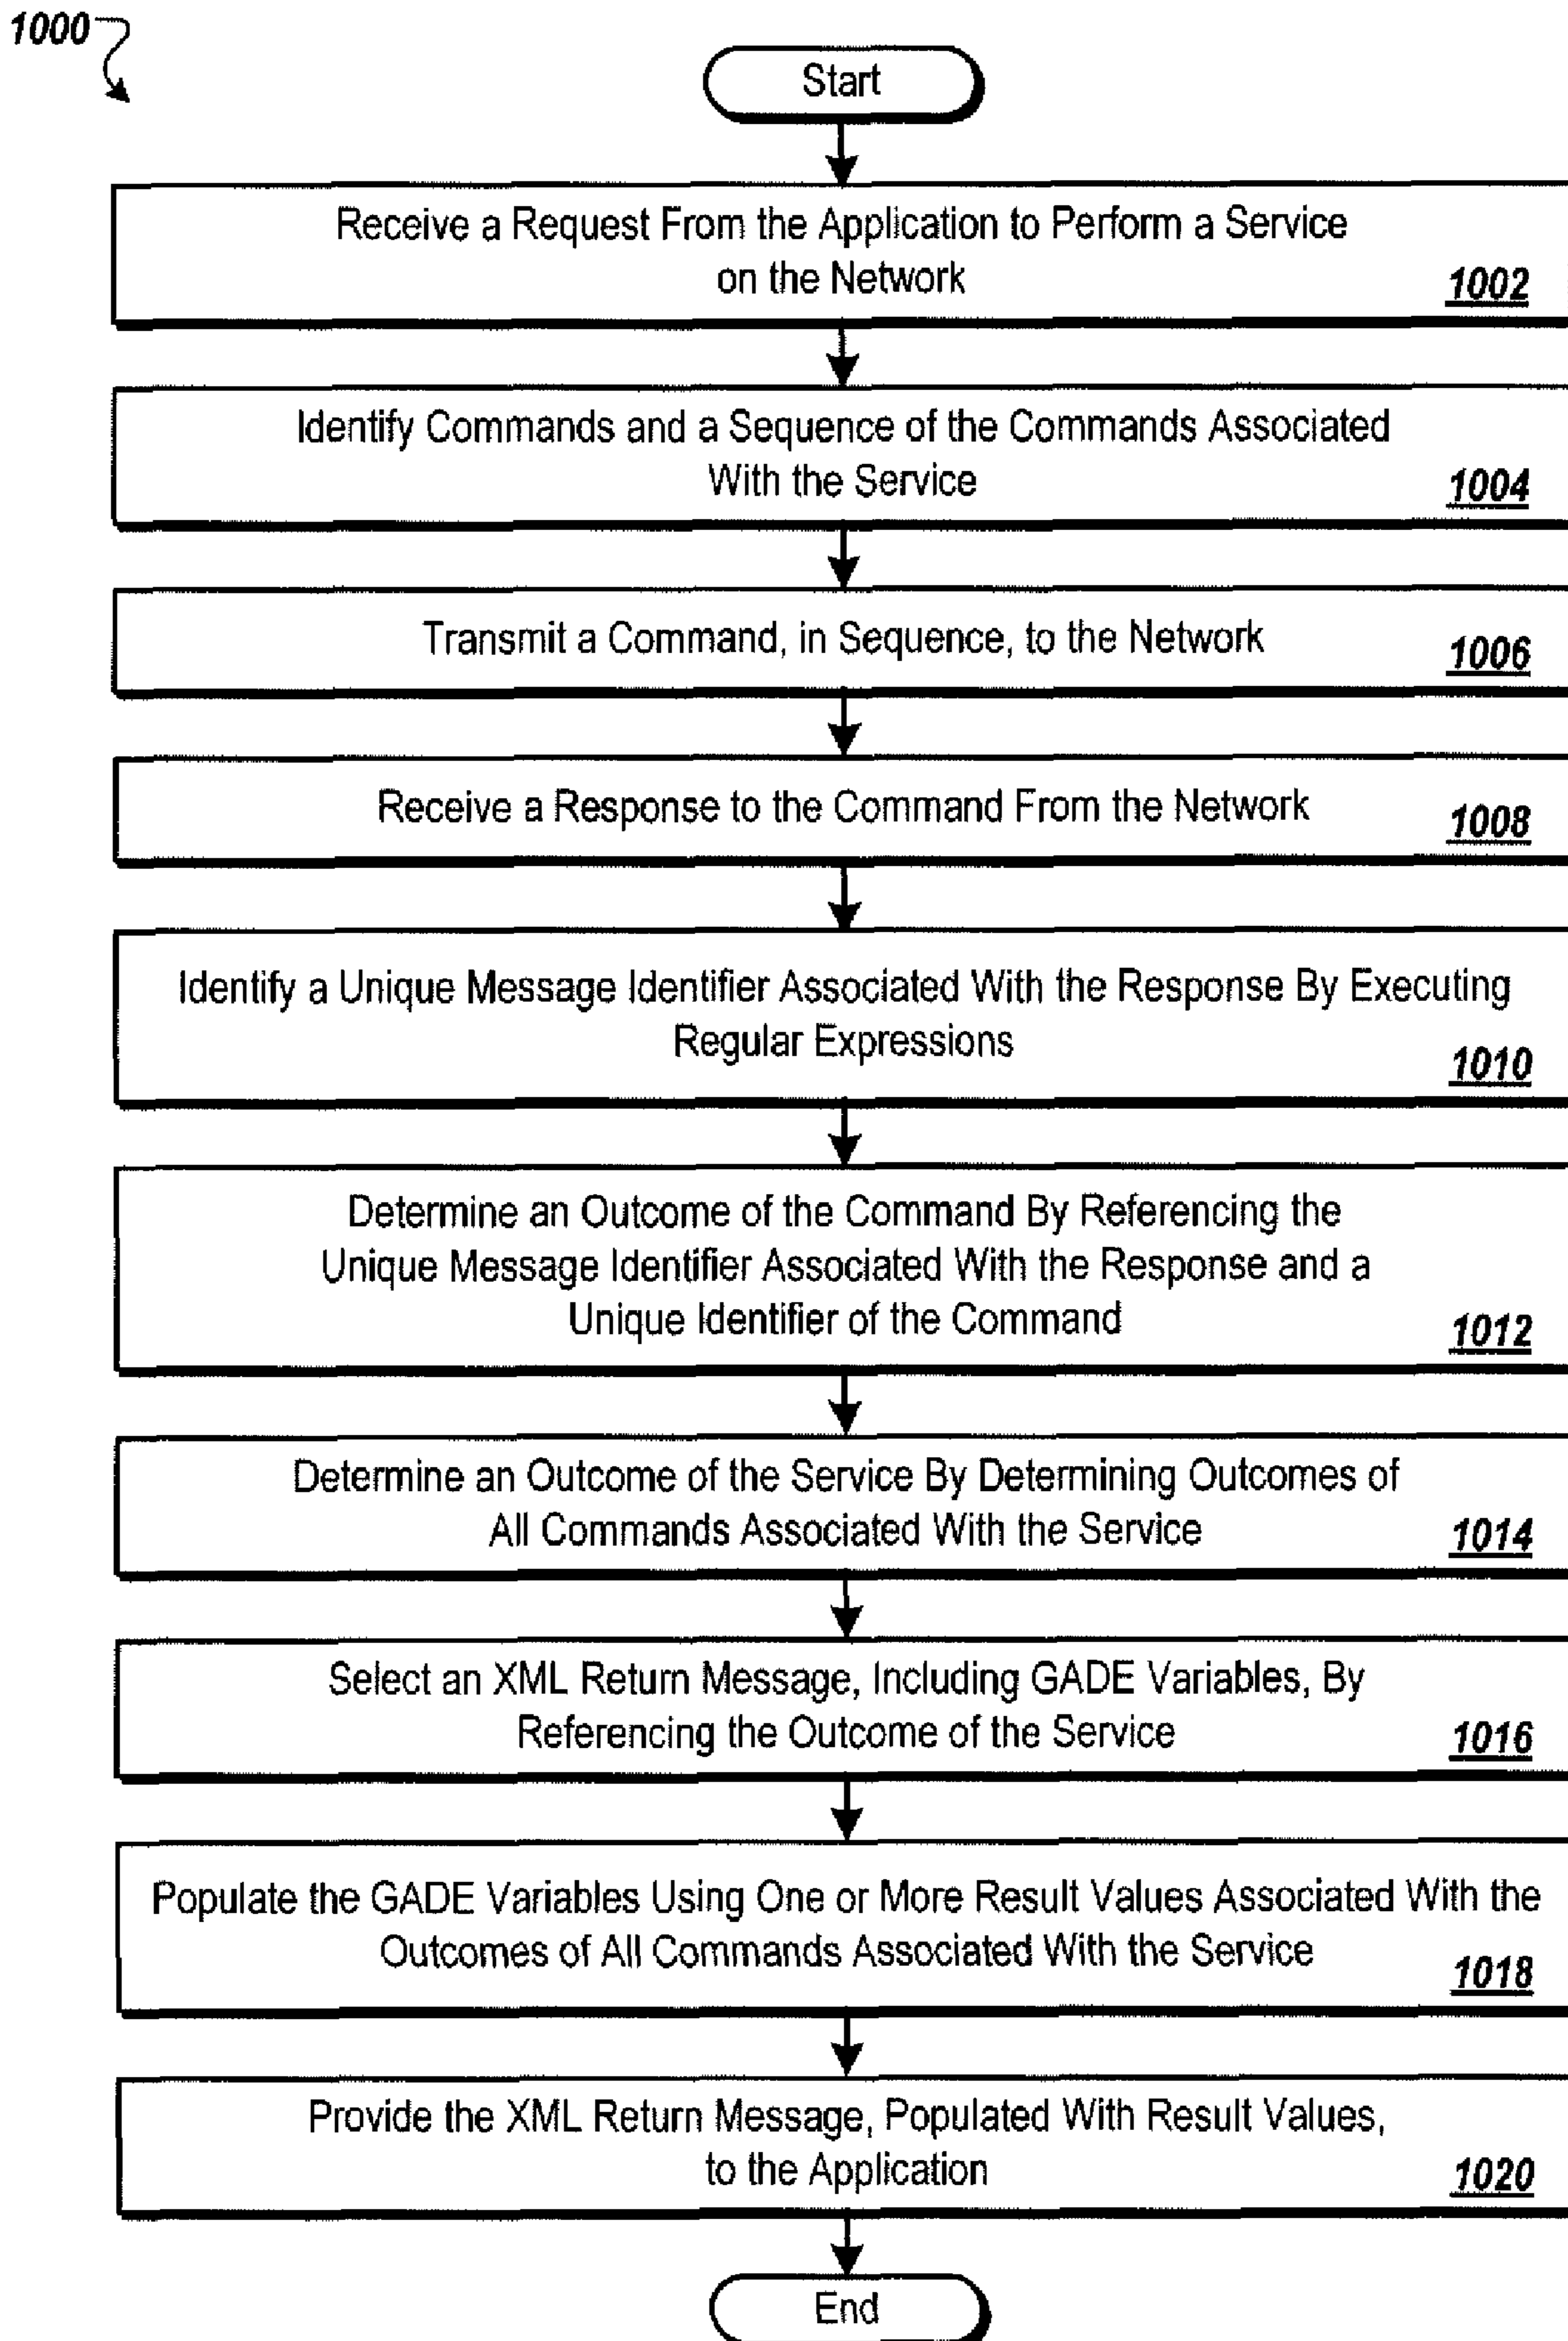 1000
Start
Receive a Request From the Application to Perform a Service
on the Network
1002
Identify Commands and a Sequence of the Commands Associated
With the Service
1004
Transmit a Command, in Sequence, to the Network
1006
Receive a Response to the Command From the Network
1008
Identify a Unique Message Identifier Associated With the Response By Executing
Regular Expressions
1010
Determine an Outcome of the Command By Referencing the
Unique Message Identifier Associated With the Response and a
Unique Identifier of the Command
1012
Determine an Outcome of the Service By Determining Outcomes of
All Commands Associated With the Service
1014
Select an XML Return Message, Including GADE Variables, By
Referencing the Outcome of the Service
1016
Populate the GADE Variables Using One or More Result Values Associated With the
Outcomes of All Commands Associated With the Service
1018
Provide the XML Return Message, Populated With Result Values,
to the Application
1020
End